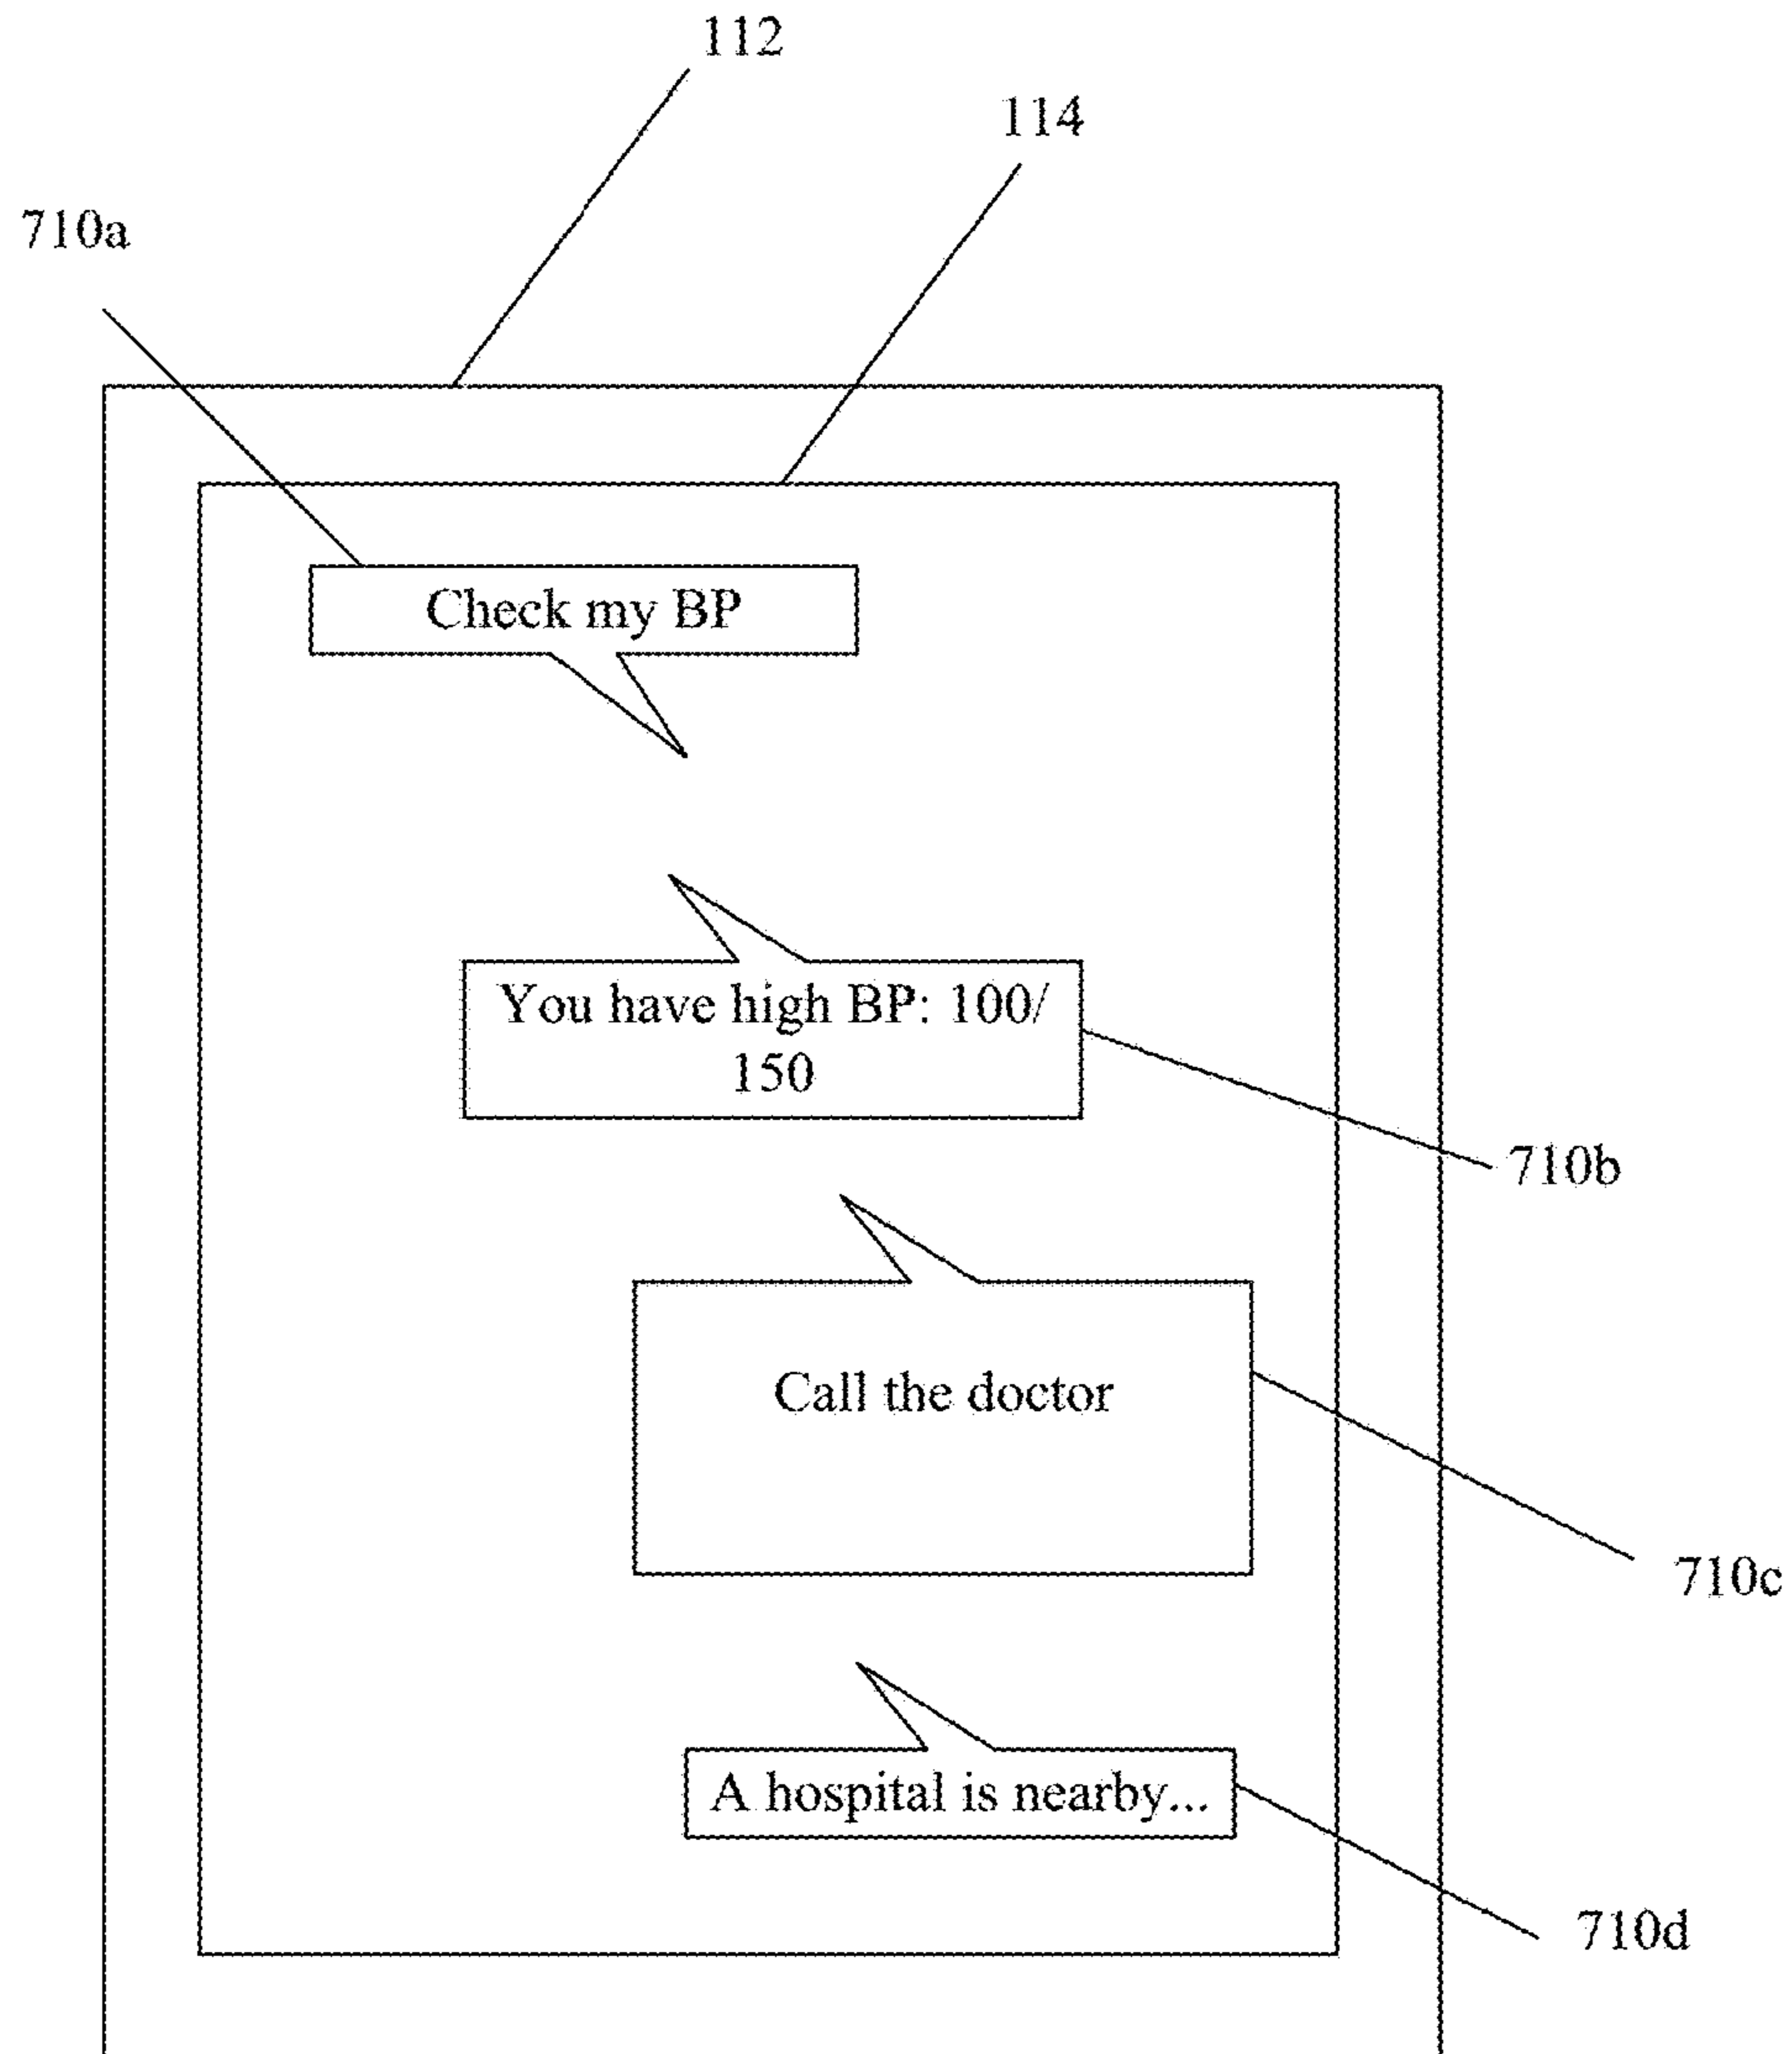 112
114
710a
Check my BP
You have high BP: 100/
150
710b
Call the doctor
710c
A hospital is nearby...
710d